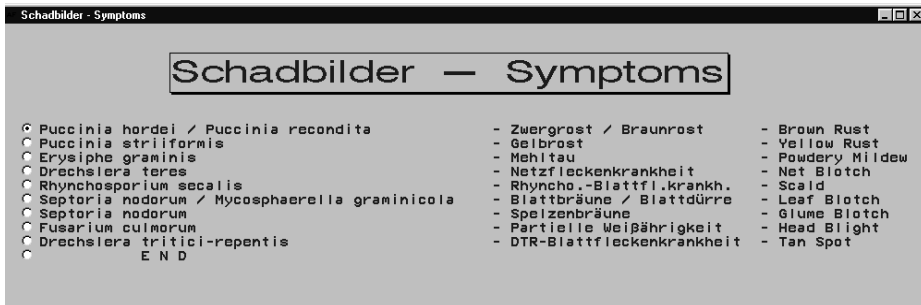 Schadbilder - Symptoms
Schadbilder — Symptoms
Puccinia hordei / Puccinia recondita - Zwergrost / Braunrost - Brown Rust
Puccinia striiformis - Gelbrost - Yellow Rust
Erysiphe graminis - Mehltau - Powdery Mildew
Drechslera teres - Netzfleckenkrankheit - Net Blotch
Rhynchosporium secalis - Rhyncho.-Blattfl.krankh. - Scald
Septoria nodorum / Mycosphaerella graminicola - Blattbräune / Blattdürre - Leaf Blotch
Septoria nodorum - Spelzenbräune - Glume Blotch
Fusarium culmorum - Partielle Weißährigkeit - Head Blight
Drechslera tritici-repentis - DTR-Blattfleckenkrankheit - Tan Spot
E N D